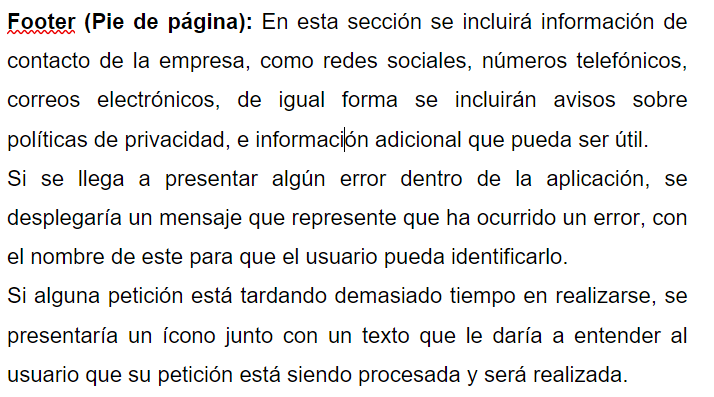 Footer (Pie de página): En esta sección se incluirá información de
contacto de la empresa, como redes sociales, números telefónicos,
correos electrónicos, de igual forma se incluirán avisos sobre
políticas de privacidad, e información adicional que pueda ser útil.
Si se llega a presentar algún error dentro de la aplicación, se
desplegaría un mensaje que represente que ha ocurrido un error, con
el nombre de este para que el usuario pueda identificarlo.
Si alguna petición está tardando demasiado tiempo en realizarse, se
presentaría un ícono junto con un texto que le daría a entender al
usuario que su petición está siendo procesada y será realizada.